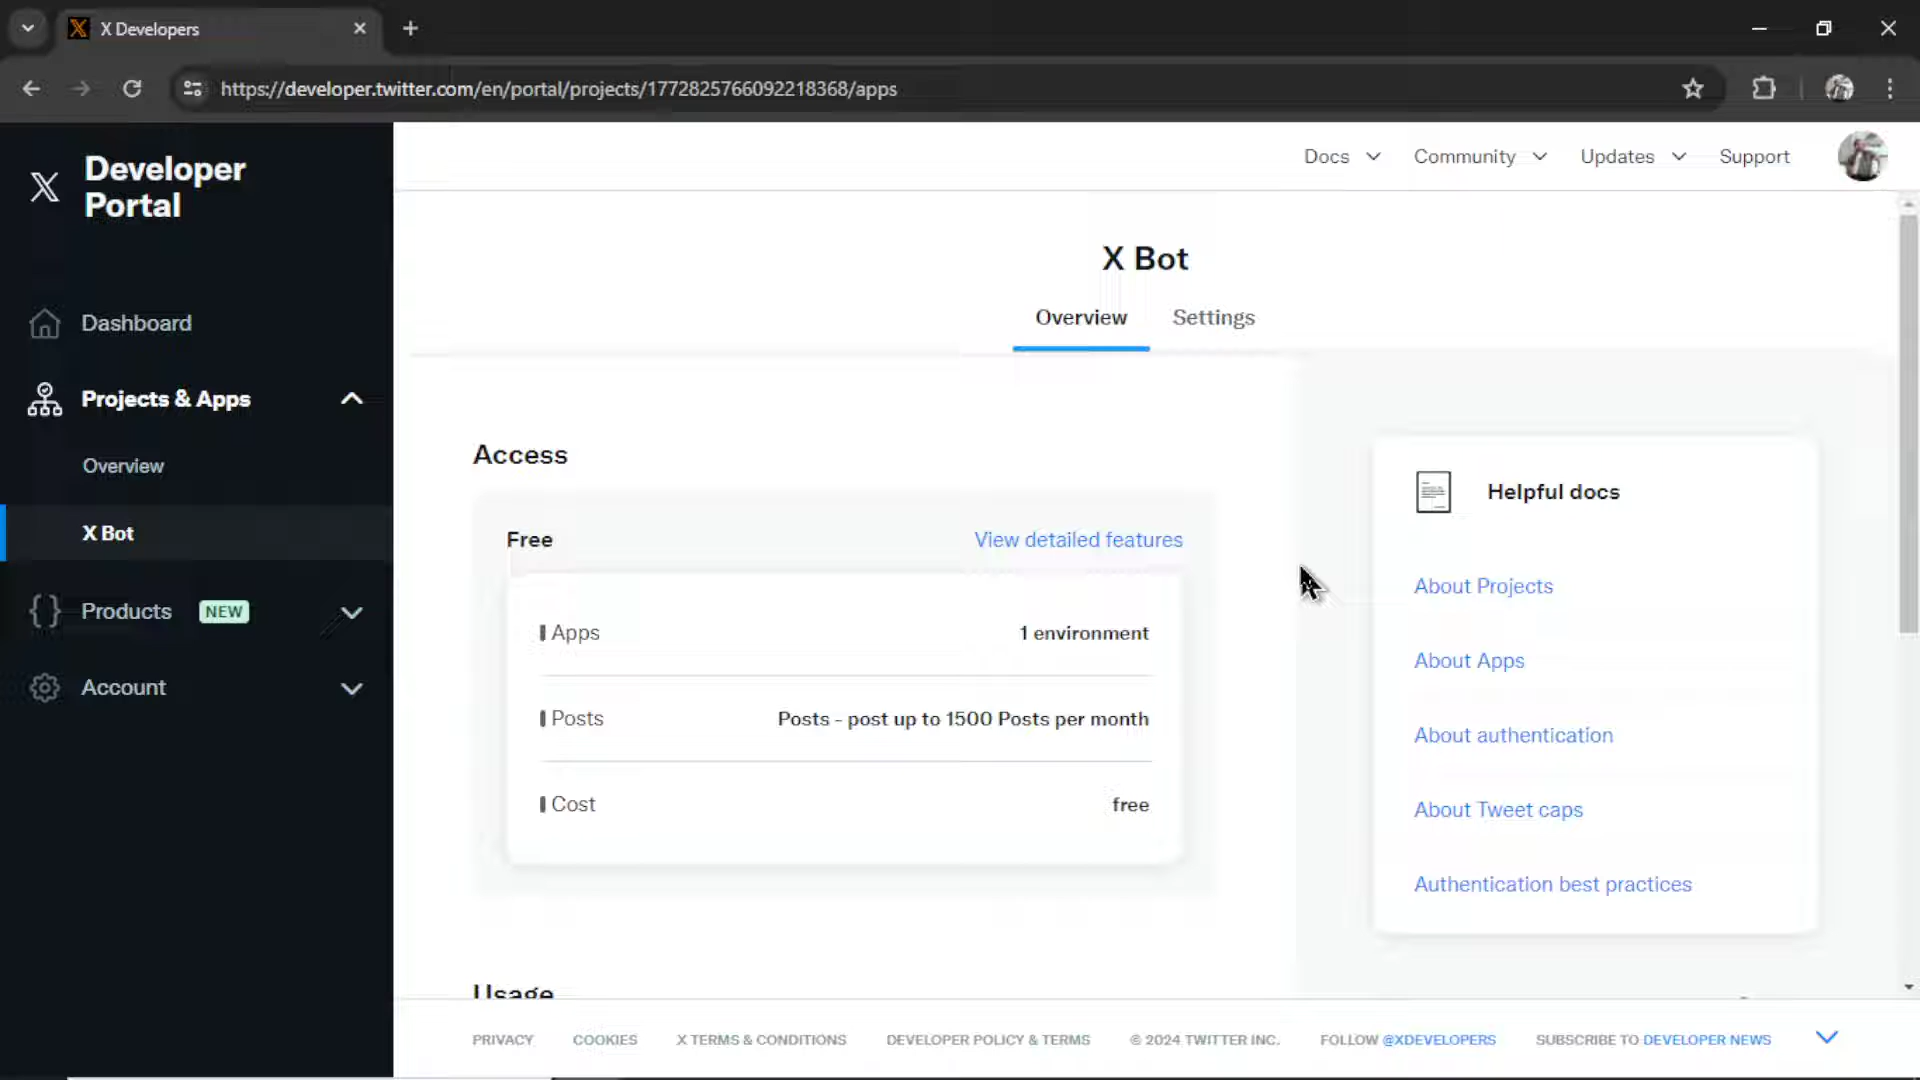 X Developers
https://developer.twitter.com/en/portal/projects/1772825766092218368/apps
Developer
Portal
Docs
Community
Updates
Support
X Bot
Overview
Settings
Dashboard
Projects & Apps
Overview
X Bot
Products
NEW
Account
Access
Free
View detailed features
Apps
1 environment
Posts
Posts - post up to 1500 Posts per month
Cost
free
Helpful docs
About Projects
About Apps
About authentication
About Tweet caps
Authentication best practices
Usage
PRIVACY
COOKIES
X TERMS & CONDITIONS
DEVELOPER POLICY & TERMS
© 2024 TWITTER INC.
FOLLOW @XDEVELOPERS
SUBSCRIBE TO DEVELOPER NEWS